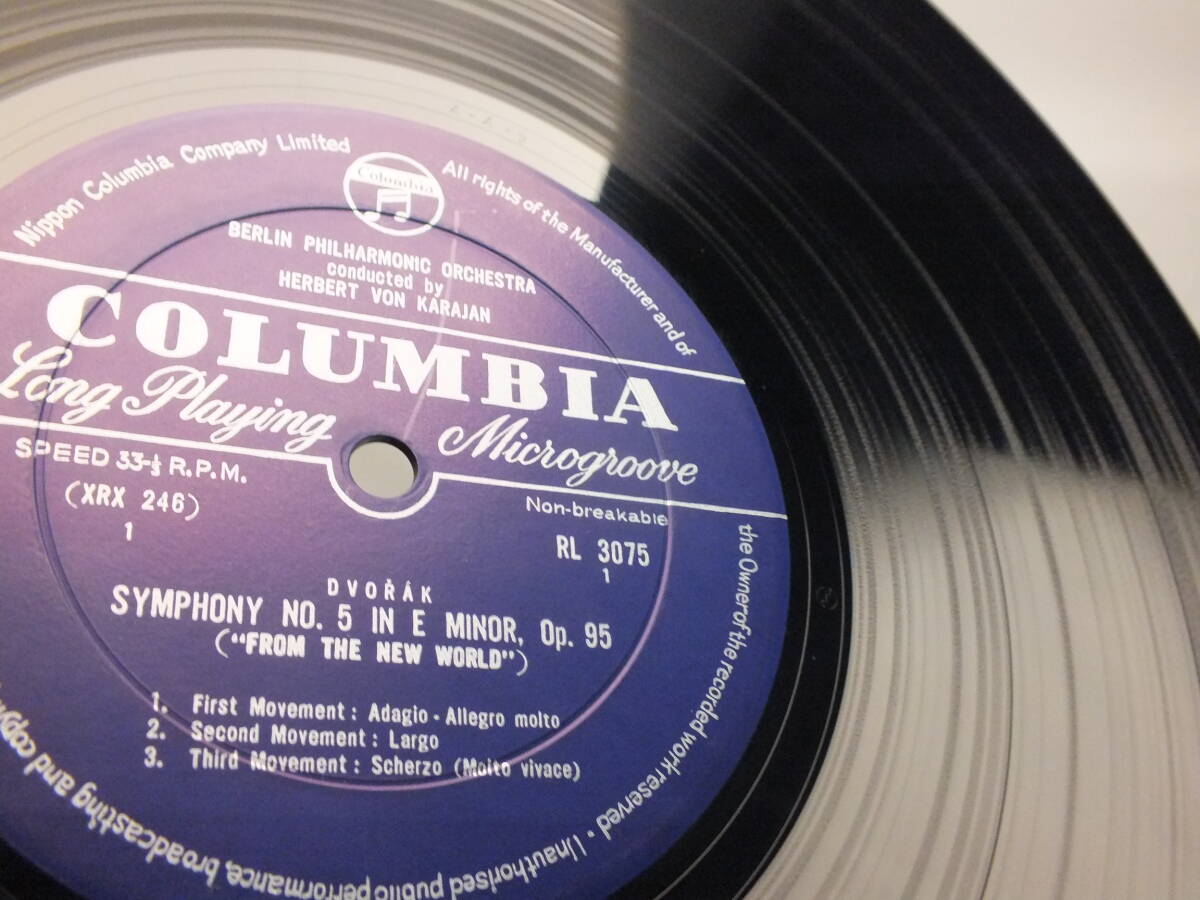 Nippon Columbia Company Limited
Columbia
All rights of the Manufacturer and of
the Owner of the recorded work reserved · Unauthorised public performance, broadcasting and
BERLIN PHILHARMONIC ORCHESTRA
conducted by
HERBERT VON KARAJAN
COLUMBIA
Long Playing Microgroove
SPEED 33-⅓ R.P.M.
Non-breakable
(XRX 246)
1
RL 3075
1
DVOŘÁK
SYMPHONY NO. 5 IN E MINOR, Op. 95
("FROM THE NEW WORLD")
1. First Movement : Adagio - Allegro molto
2. Second Movement : Largo
3. Third Movement : Scherzo (Molto vivace)